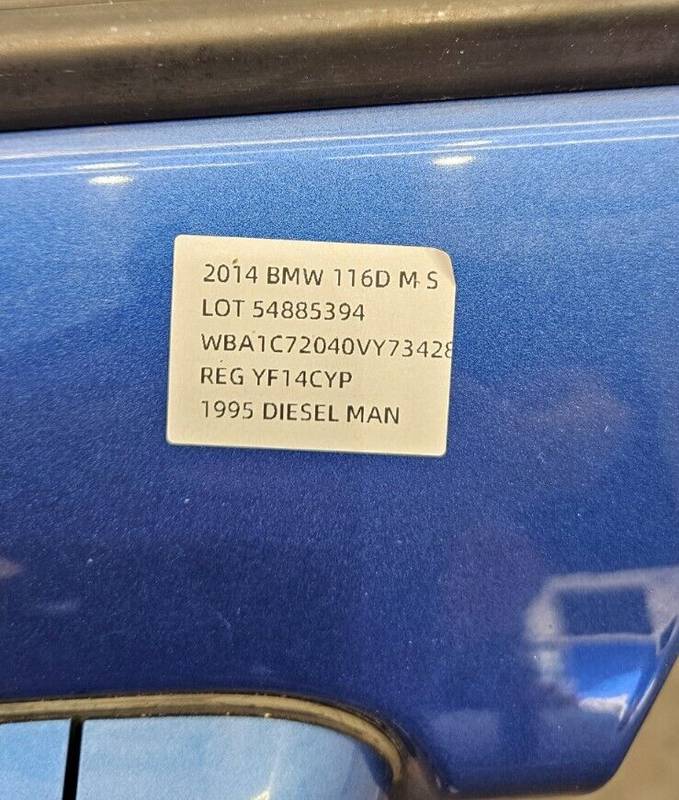 2014 BMW 116D M S
LOT 54885394
WBA1C72040VY73428
REG YF14CYP
1995 DIESEL MAN